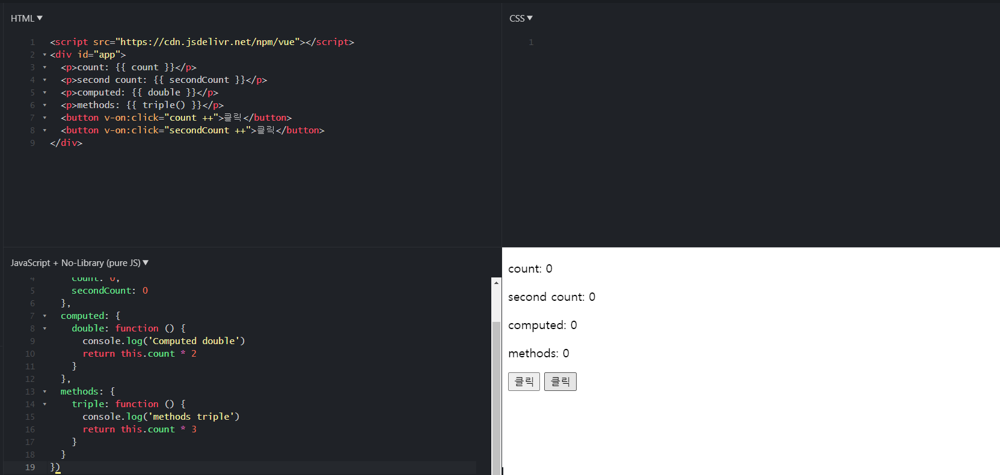 HTML ▼
1 <script src="https://cdn.jsdelivr.net/npm/vue"></script>
2 <div id="app">
3 <p>count: {{ count }}</p>
4 <p>second count: {{ secondCount }}</p>
5 <p>computed: {{ double }}</p>
6 <p>methods: {{ triple() }}</p>
7 <button v-on:click="count ++">클릭</button>
8 <button v-on:click="secondCount ++">클릭</button>
9 </div>
CSS ▼
1
JavaScript + No-Library (pure JS) ▼
4 count: 0,
5 secondCount: 0
6 },
7 computed: {
8 double: function () {
9 console.log('Computed double')
10 return this.count * 2
11 }
12 },
13 methods: {
14 triple: function () {
15 console.log('methods triple')
16 return this.count * 3
17 }
18 }
19 })
count: 0
second count: 0
computed: 0
methods: 0
클릭 클릭